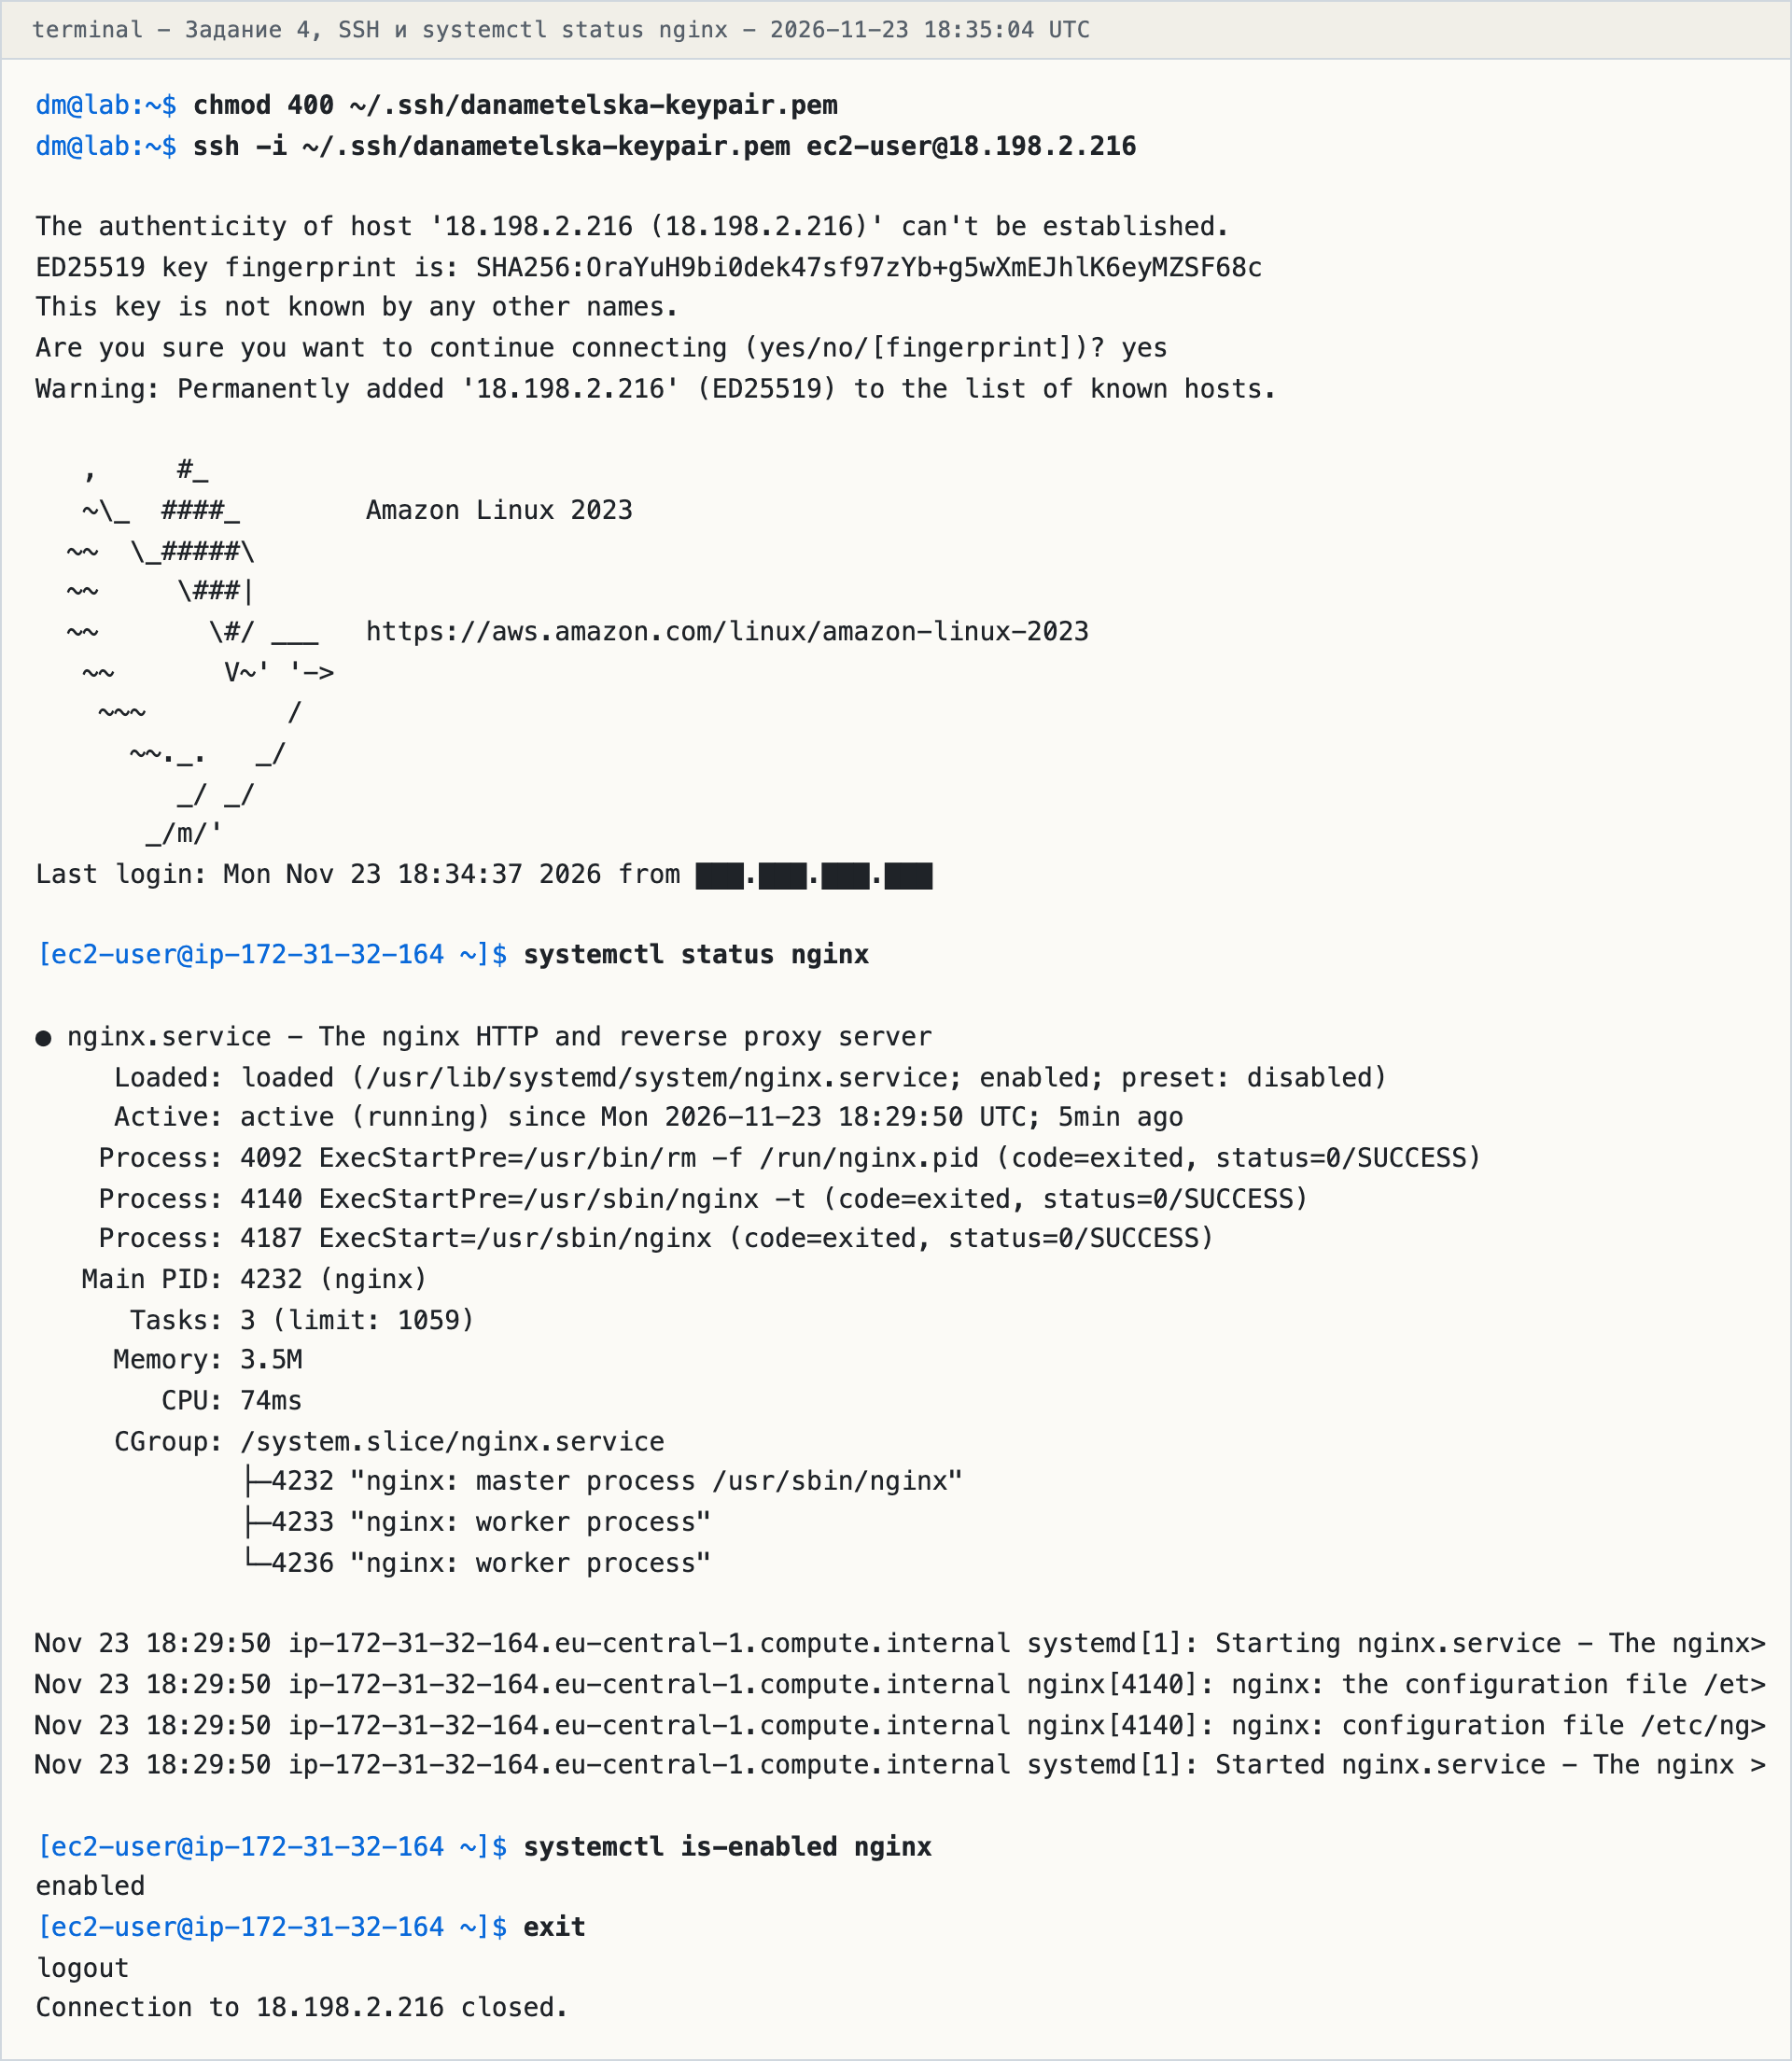 terminal — Задание 4, SSH и systemctl status nginx — 2026-11-23 18:35:04 UTC
dm@lab:~$ chmod 400 ~/.ssh/danametelska-keypair.pem
dm@lab:~$ ssh -i ~/.ssh/danametelska-keypair.pem ec2-user@18.198.2.216
The authenticity of host '18.198.2.216 (18.198.2.216)' can't be established.
ED25519 key fingerprint is: SHA256:OraYuH9bi0dek47sf97zYb+g5wXmEJhlK6eyMZSF68c
This key is not known by any other names.
Are you sure you want to continue connecting (yes/no/[fingerprint])? yes
Warning: Permanently added '18.198.2.216' (ED25519) to the list of known hosts.
   ,     #_
   ~\_  ####_        Amazon Linux 2023
  ~~  \_#####\
  ~~     \###|
  ~~       \#/ ___   https://aws.amazon.com/linux/amazon-linux-2023
   ~~       V~' '->
    ~~~         /
      ~~._.   _/
         _/ _/
       _/m/'
Last login: Mon Nov 23 18:34:37 2026 from ███.███.███.███
[ec2-user@ip-172-31-32-164 ~]$ systemctl status nginx
● nginx.service - The nginx HTTP and reverse proxy server
     Loaded: loaded (/usr/lib/systemd/system/nginx.service; enabled; preset: disabled)
     Active: active (running) since Mon 2026-11-23 18:29:50 UTC; 5min ago
    Process: 4092 ExecStartPre=/usr/bin/rm -f /run/nginx.pid (code=exited, status=0/SUCCESS)
    Process: 4140 ExecStartPre=/usr/sbin/nginx -t (code=exited, status=0/SUCCESS)
    Process: 4187 ExecStart=/usr/sbin/nginx (code=exited, status=0/SUCCESS)
   Main PID: 4232 (nginx)
      Tasks: 3 (limit: 1059)
     Memory: 3.5M
        CPU: 74ms
     CGroup: /system.slice/nginx.service
             ├─4232 "nginx: master process /usr/sbin/nginx"
             ├─4233 "nginx: worker process"
             └─4236 "nginx: worker process"
Nov 23 18:29:50 ip-172-31-32-164.eu-central-1.compute.internal systemd[1]: Starting nginx.service - The nginx>
Nov 23 18:29:50 ip-172-31-32-164.eu-central-1.compute.internal nginx[4140]: nginx: the configuration file /et>
Nov 23 18:29:50 ip-172-31-32-164.eu-central-1.compute.internal nginx[4140]: nginx: configuration file /etc/ng>
Nov 23 18:29:50 ip-172-31-32-164.eu-central-1.compute.internal systemd[1]: Started nginx.service - The nginx >
[ec2-user@ip-172-31-32-164 ~]$ systemctl is-enabled nginx
enabled
[ec2-user@ip-172-31-32-164 ~]$ exit
logout
Connection to 18.198.2.216 closed.